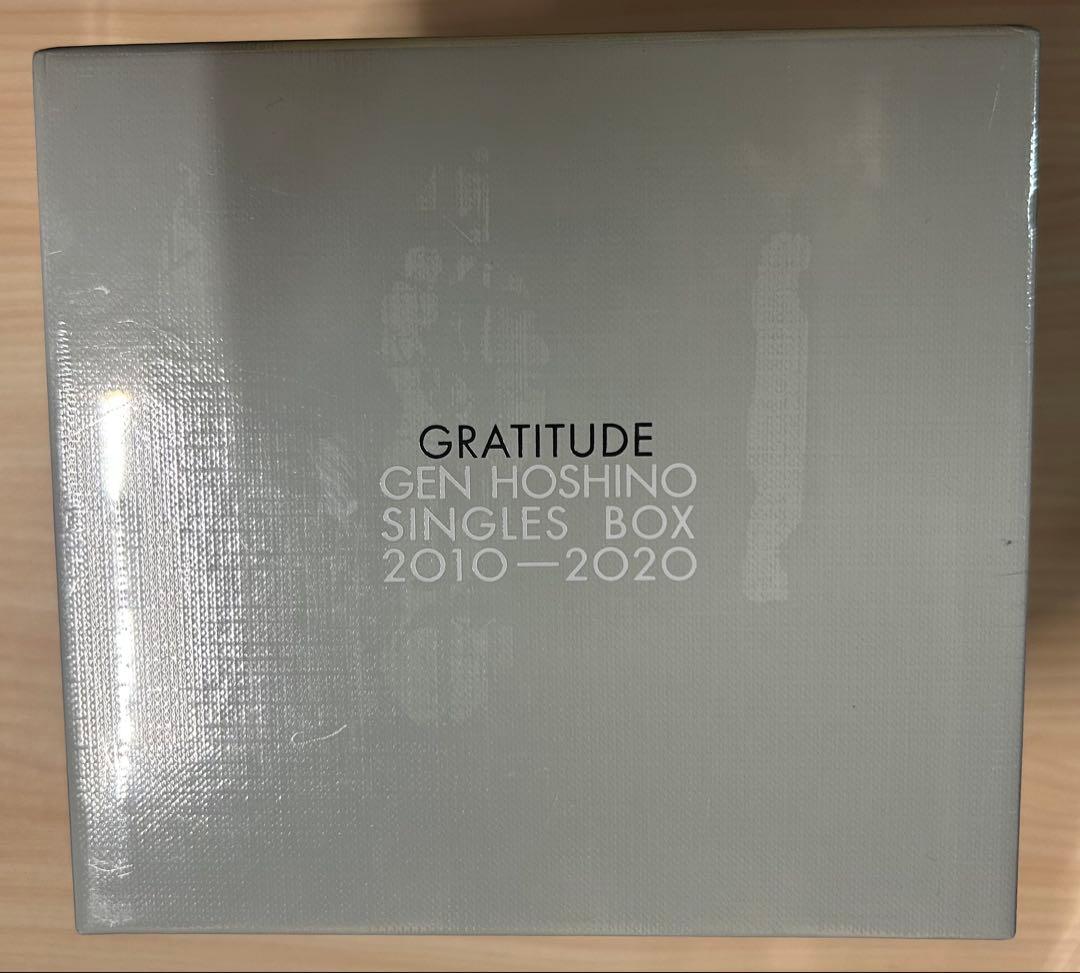 GRATITUDE
GEN HOSHINO
SINGLES BOX
2010—2020